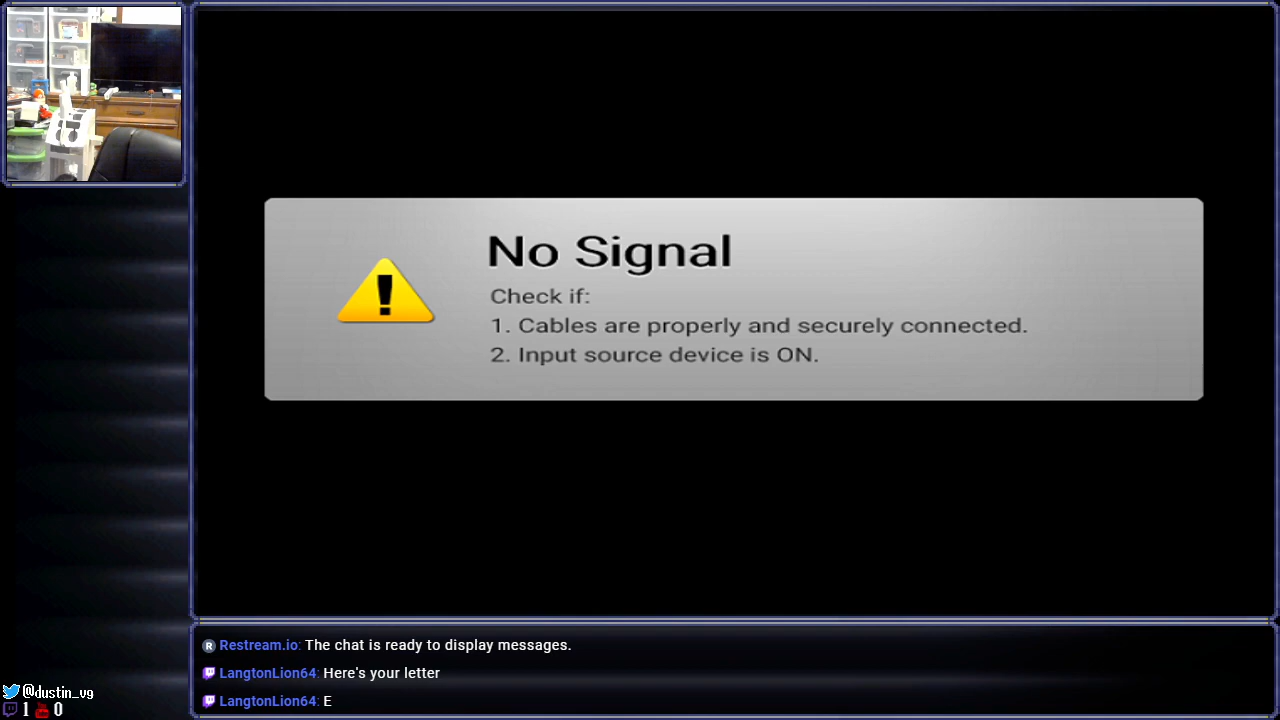 No Signal
Check if:
1. Cables are properly and securely connected.
2. Input source device is ON.
Restream.io: The chat is ready to display messages.
LangtonLion64: Here's your letter
LangtonLion64: E
@dustin_vg
1 0